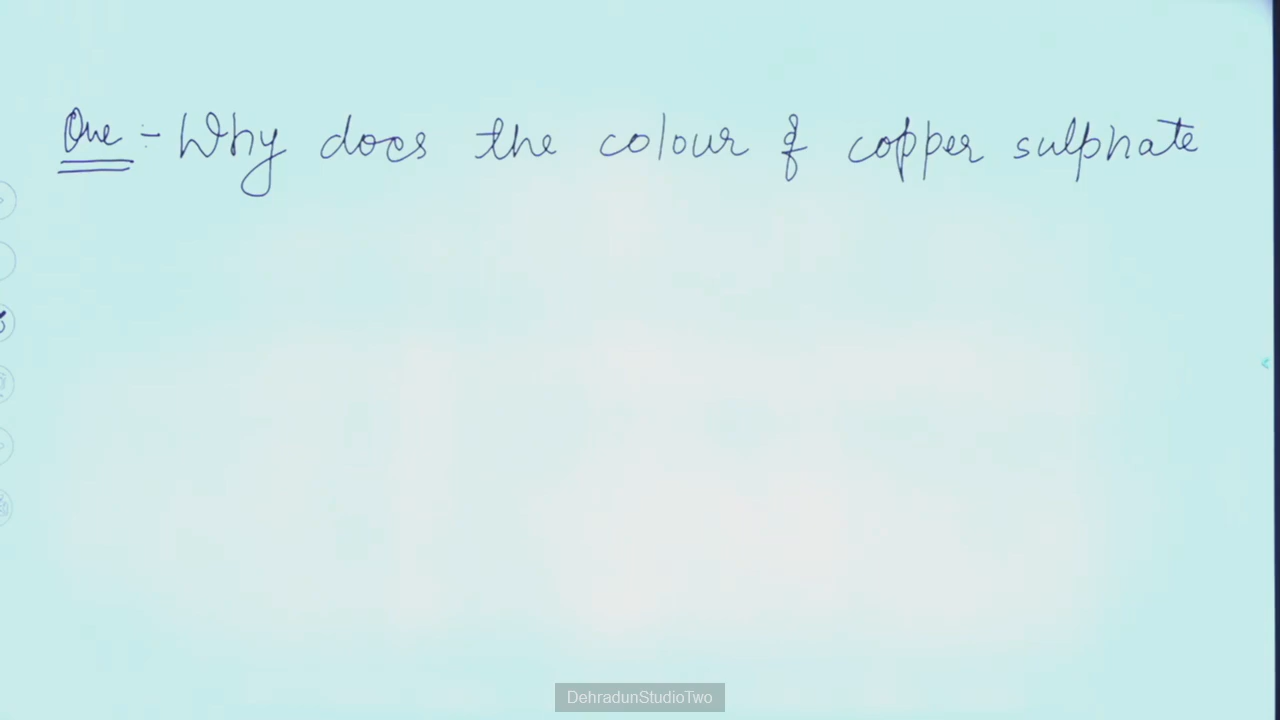 Que :- Why does the colour of copper sulphate
DehradunStudioTwo